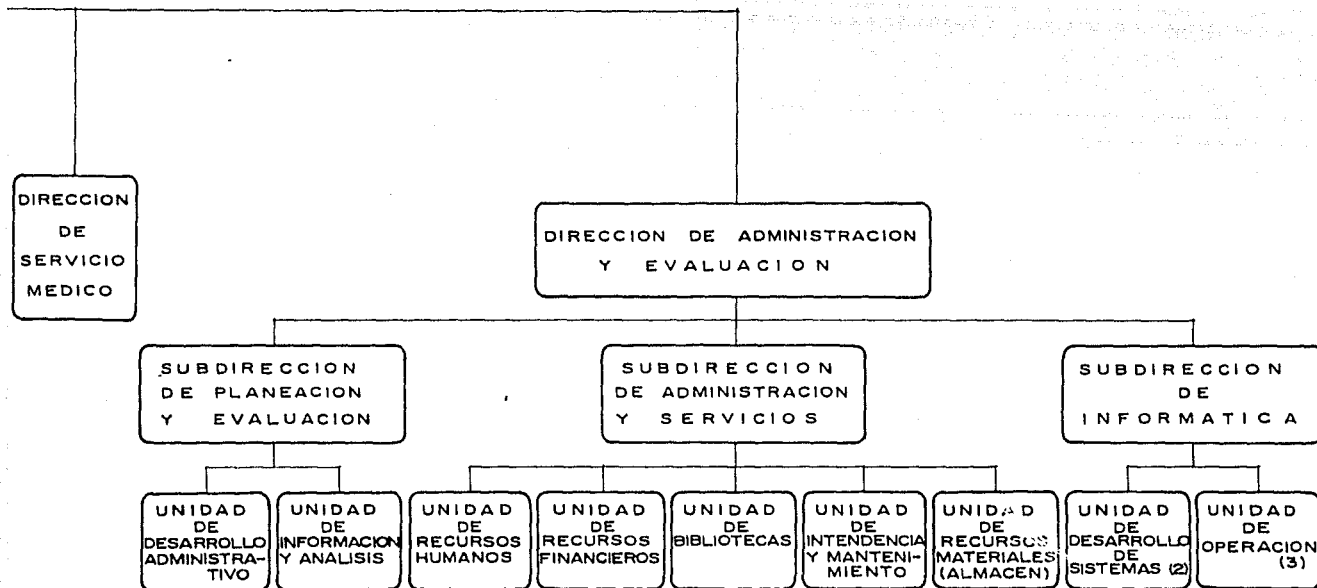 DIRECCION
DE
SERVICIO
MEDICO
DIRECCION DE ADMINISTRACION
Y EVALUACION
SUBDIRECCION
DE PLANEACION
Y EVALUACION
SUBDIRECCION
DE ADMINISTRACION
Y SERVICIOS
SUBDIRECCION
DE
INFORMATICA
UNIDAD
DE
DESARROLLO
ADMINISTRA-
TIVO
UNIDAD
DE
INFORMACION
Y ANALISIS
UNIDAD
DE
RECURSOS
HUMANOS
UNIDAD
DE
RECURSOS
FINANCIEROS
UNIDAD
DE
BIBLIOTECAS
UNIDAD
DE
INTENDENCIA
Y MANTENI-
MIENTO
UNIDAD
DE
RECURSOS
MATERIALES
(ALMACEN)
UNIDAD
DE
DESARROLLO
DE
SISTEMAS (2)
UNIDAD
DE
OPERACION
(3)